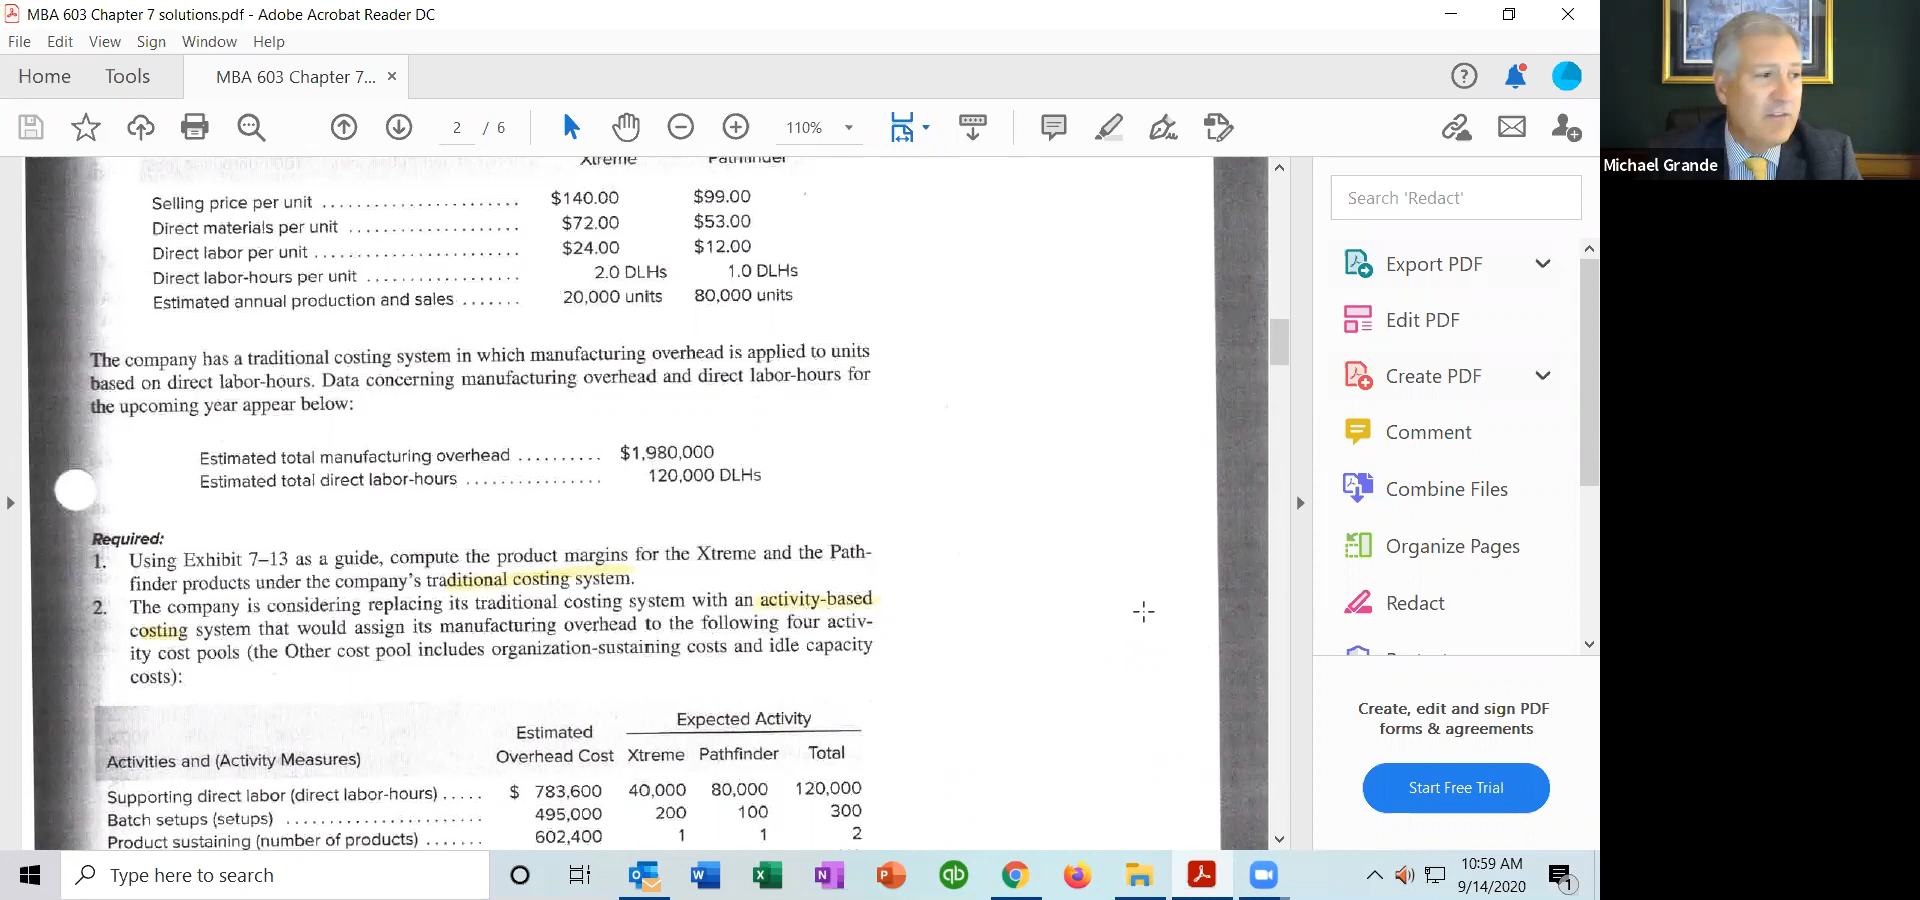 MBA 603 Chapter 7 solutions.pdf - Adobe Acrobat Reader DC
File Edit View Sign Window Help
Home Tools MBA 603 Chapter 7... ×
2 / 6 110%
Xtreme Pathfinder
Selling price per unit $140.00 $99.00
Direct materials per unit $72.00 $53.00
Direct labor per unit $24.00 $12.00
Direct labor-hours per unit 2.0 DLHs 1.0 DLHs
Estimated annual production and sales 20,000 units 80,000 units
The company has a traditional costing system in which manufacturing overhead is applied to units
based on direct labor-hours. Data concerning manufacturing overhead and direct labor-hours for
the upcoming year appear below:
Estimated total manufacturing overhead $1,980,000
Estimated total direct labor-hours 120,000 DLHs
Required:
1. Using Exhibit 7–13 as a guide, compute the product margins for the Xtreme and the Path-
finder products under the company's traditional costing system.
2. The company is considering replacing its traditional costing system with an activity-based
costing system that would assign its manufacturing overhead to the following four activ-
ity cost pools (the Other cost pool includes organization-sustaining costs and idle capacity
costs):
Expected Activity
Estimated
Activities and (Activity Measures) Overhead Cost Xtreme Pathfinder Total
Supporting direct labor (direct labor-hours) $ 783,600 40,000 80,000 120,000
Batch setups (setups) 495,000 200 100 300
Product sustaining (number of products) 602,400 1 1 2
Search 'Redact'
Export PDF
Edit PDF
Create PDF
Comment
Combine Files
Organize Pages
Redact
Create, edit and sign PDF
forms & agreements
Start Free Trial
Michael Grande
Type here to search
10:59 AM
9/14/2020
1